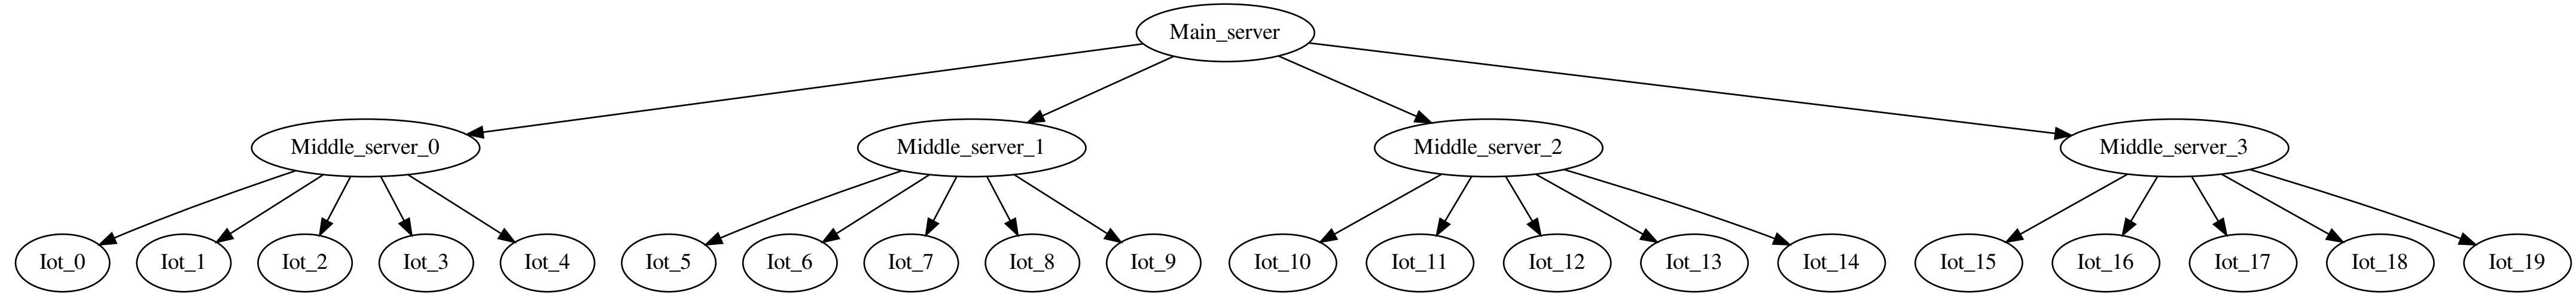 Main_server
Middle_server_0
Middle_server_1
Middle_server_2
Middle_server_3
Iot_0
Iot_1
Iot_2
Iot_3
Iot_4
Iot_5
Iot_6
Iot_7
Iot_8
Iot_9
Iot_10
Iot_11
Iot_12
Iot_13
Iot_14
Iot_15
Iot_16
Iot_17
Iot_18
Iot_19